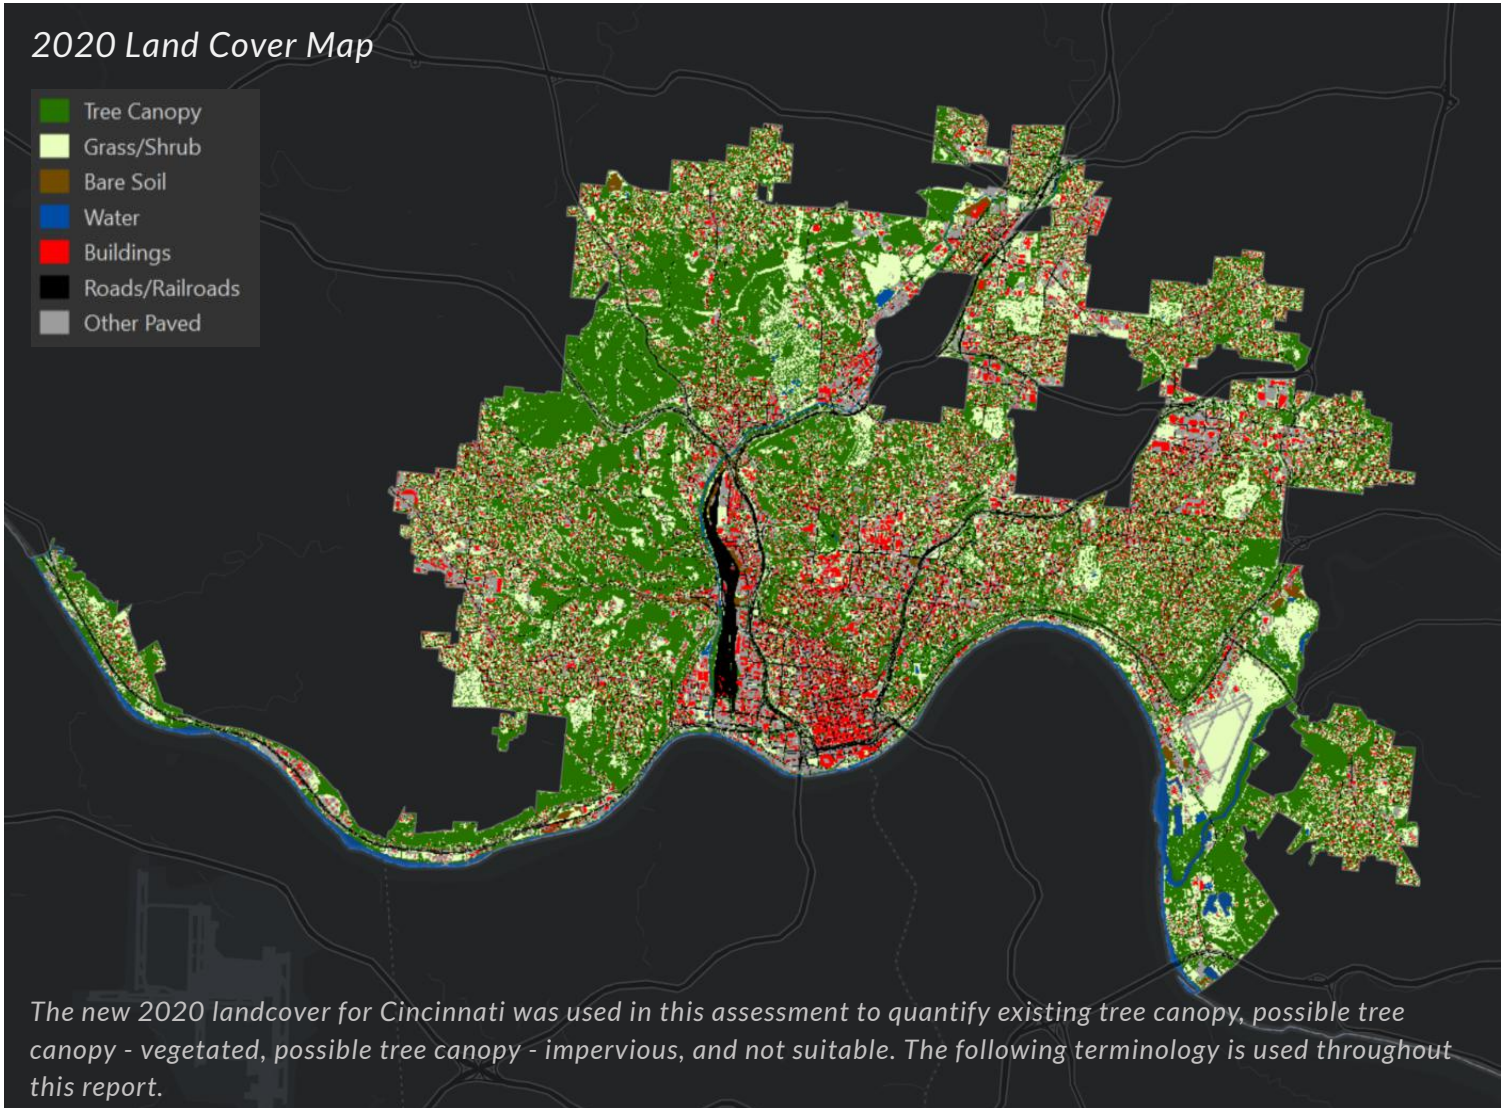 2020 Land Cover Map
Tree Canopy
Grass/Shrub
Bare Soil
Water
Buildings
Roads/Railroads
Other Paved
The new 2020 landcover for Cincinnati was used in this assessment to quantify existing tree canopy, possible tree
canopy - vegetated, possible tree canopy - impervious, and not suitable. The following terminology is used throughout
this report.